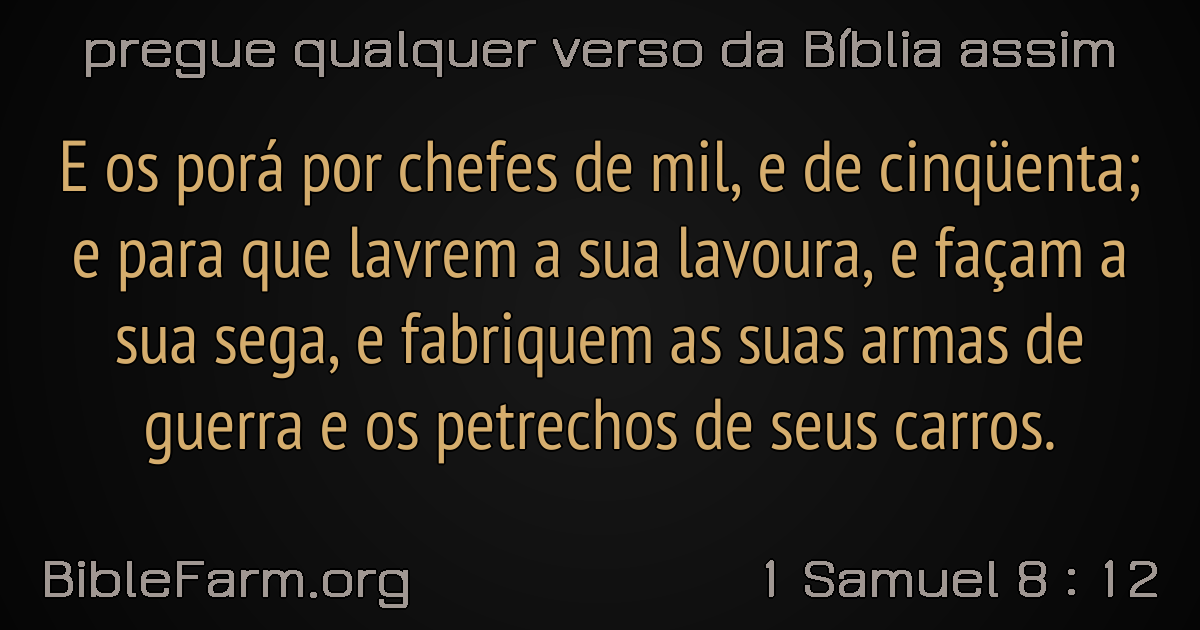 pregue qualquer verso da Bíblia assim
E os porá por chefes de mil, e de cinqüenta;
e para que lavrem a sua lavoura, e façam a
sua sega, e fabriquem as suas armas de
guerra e os petrechos de seus carros.
BibleFarm.org
1 Samuel 8 : 12